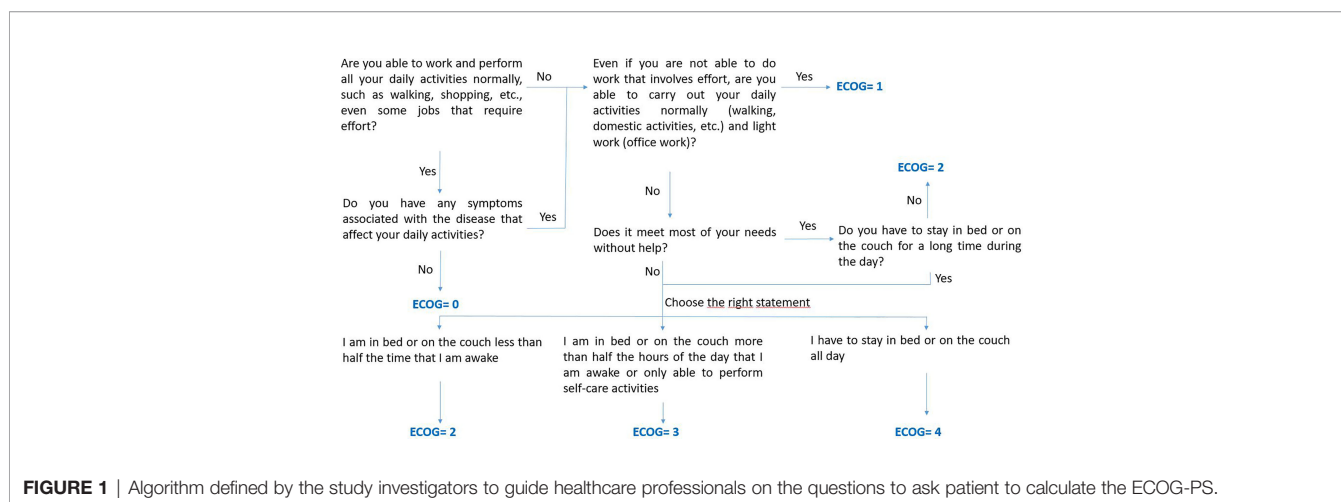 Are you able to work and perform
all your daily activities normally,
such as walking, shopping, etc.,
even some jobs that require
effort?
No
Even if you are not able to do
work that involves effort, are you
able to carry out your daily
activities normally (walking,
domestic activities, etc.) and light
work (office work)?
Yes
ECOG= 1
Yes
Do you have any symptoms
associated with the disease that
affect your daily activities?
Yes
No
ECOG= 0
No
Does it meet most of your needs
without help?
Yes
Do you have to stay in bed or on
the couch for a long time during
the day?
No
ECOG= 2
No
Yes
Choose the right statement
I am in bed or on the couch less than
half the time that I am awake
I am in bed or on the couch more
than half the hours of the day that I
am awake or only able to perform
self-care activities
I have to stay in bed or on the couch
all day
ECOG= 2
ECOG= 3
ECOG= 4
FIGURE 1 | Algorithm defined by the study investigators to guide healthcare professionals on the questions to ask patient to calculate the ECOG-PS.